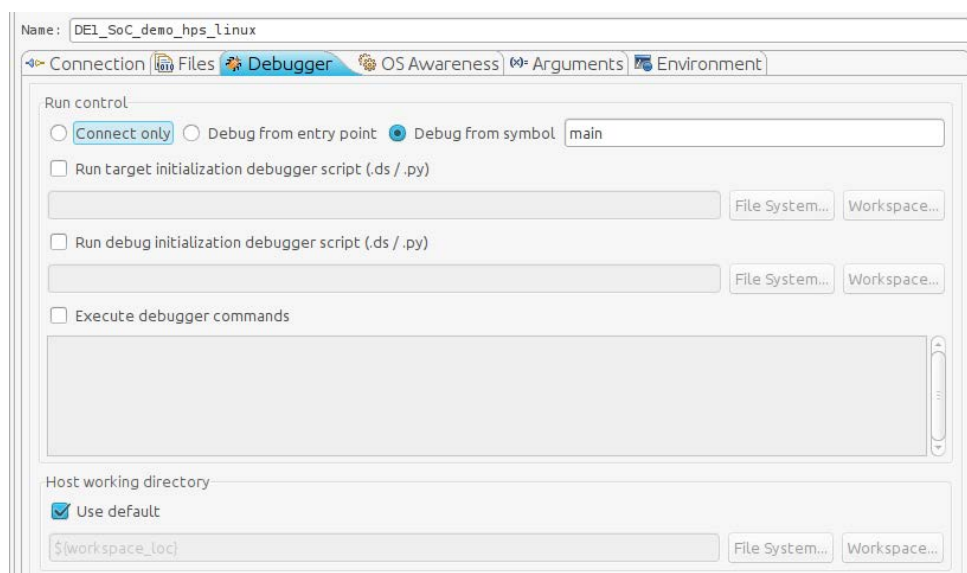 Name: DE1_SoC_demo_hps_linux
Connection Files Debugger OS Awareness (x)= Arguments Environment
Run control
Connect only Debug from entry point Debug from symbol main
Run target initialization debugger script (.ds / .py)
File System... Workspace...
Run debug initialization debugger script (.ds / .py)
File System... Workspace...
Execute debugger commands
Host working directory
Use default
${workspace_loc} File System... Workspace...